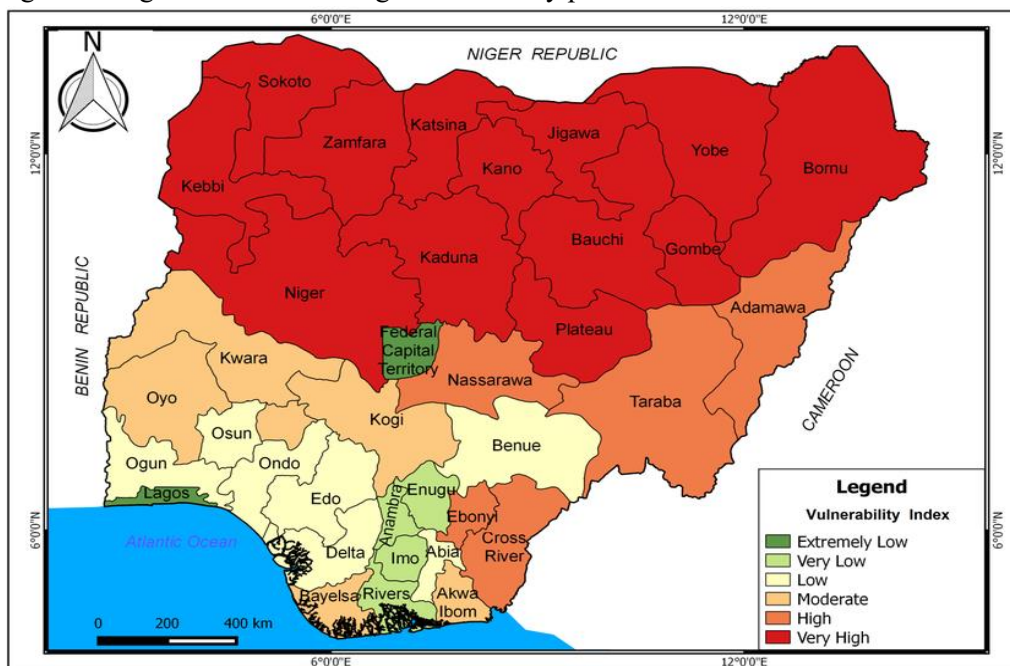 6°0'0"E
12°0'0"E
N
NIGER REPUBLIC
Sokoto
Katsina
Zamfara
Jigawa
Kano
Yobe
Bornu
Kebbi
12°0'0"N
12°0'0"N
Bauchi
Gombe
Kaduna
Niger
Adamawa
Plateau
Federal
Capital
Territory
BENIN REPUBLIC
Kwara
Nassarawa
Taraba
CAMEROON
Oyo
Kogi
Osun
Benue
Ogun
Ondo
Lagos
Edo
Enugu
Anambra
Ebonyi
Cross
River
6°0'0"N
6°0'0"N
Atlantic Ocean
Delta
Imo
Abia
Bayelsa
Rivers
Akwa
Ibom
0 200 400 km
Legend
Vulnerability Index
Extremely Low
Very Low
Low
Moderate
High
Very High
6°0'0"E
12°0'0"E